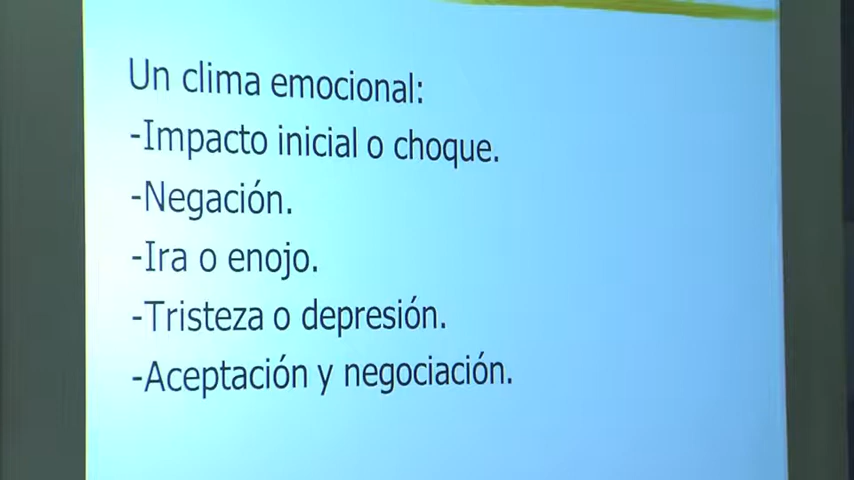 Un clima emocional:
-Impacto inicial o choque.
-Negación.
-Ira o enojo.
-Tristeza o depresión.
-Aceptación y negociación.